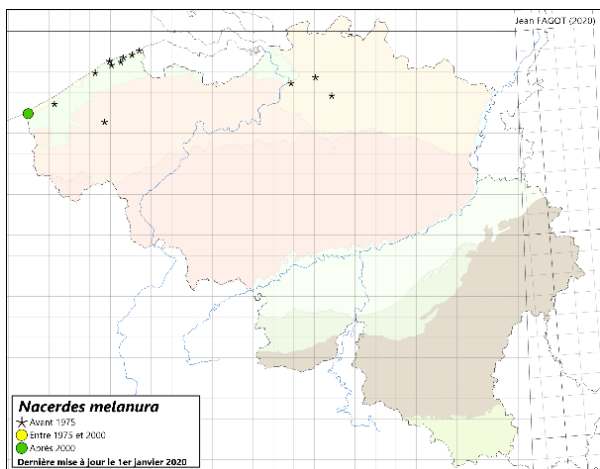 Jean FAGOT (2020)
Nacerdes melanura
Avant 1975
Entre 1975 et 2000
Après 2000
Dernière mise à jour le 1er janvier 2020